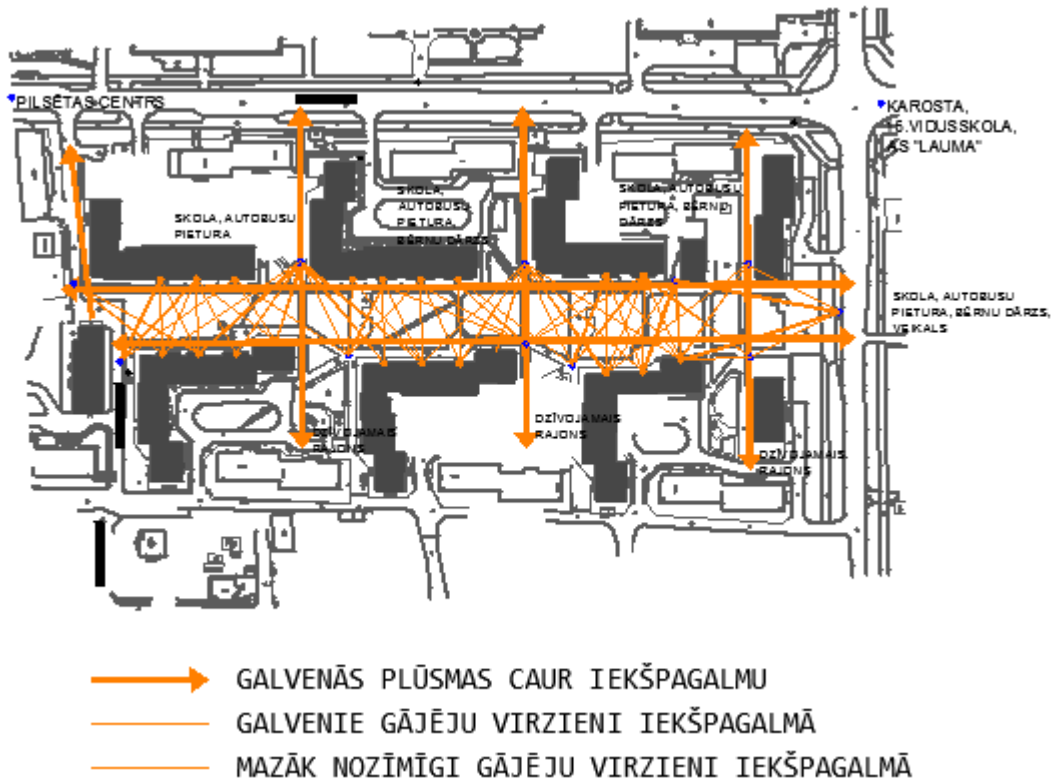 PILSĒTAS CENTRS
KAROSTA,
15.VIDUSSKOLA,
AS "LAUMA"
SKOLA, AUTOBUSU
PIETURA
SKOLA,
AUTOBUSU
PIETURA,
BĒRNU DĀRZS
SKOLA, AUTOBUSU
PIETURA, BĒRNU
DĀRZS
SKOLA, AUTOBUSU
PIETURA, BĒRNU DĀRZS,
VEIKALS
DZĪVOJAMAIS
RAJONS
DZĪVOJAMAIS
RAJONS
DZĪVOJAMAIS
RAJONS
GALVENĀS PLŪSMAS CAUR IEKŠPAGALMU
GALVENIE GĀJĒJU VIRZIENI IEKŠPAGALMĀ
MAZĀK NOZĪMĪGI GĀJĒJU VIRZIENI IEKŠPAGALMĀ